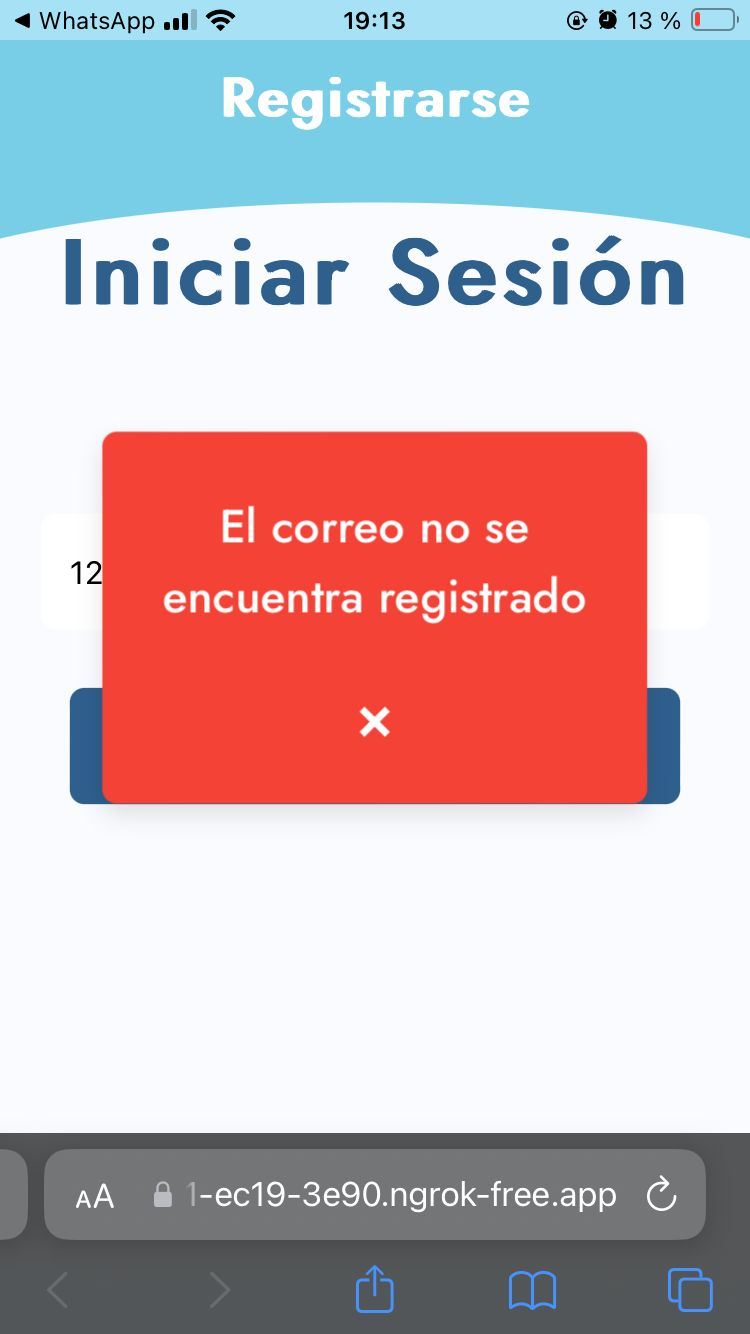 WhatsApp 19:13 13 %
Registrarse
Iniciar Sesión
El correo no se
12
encuentra registrado
×
AA 1-ec19-3e90.ngrok-free.app